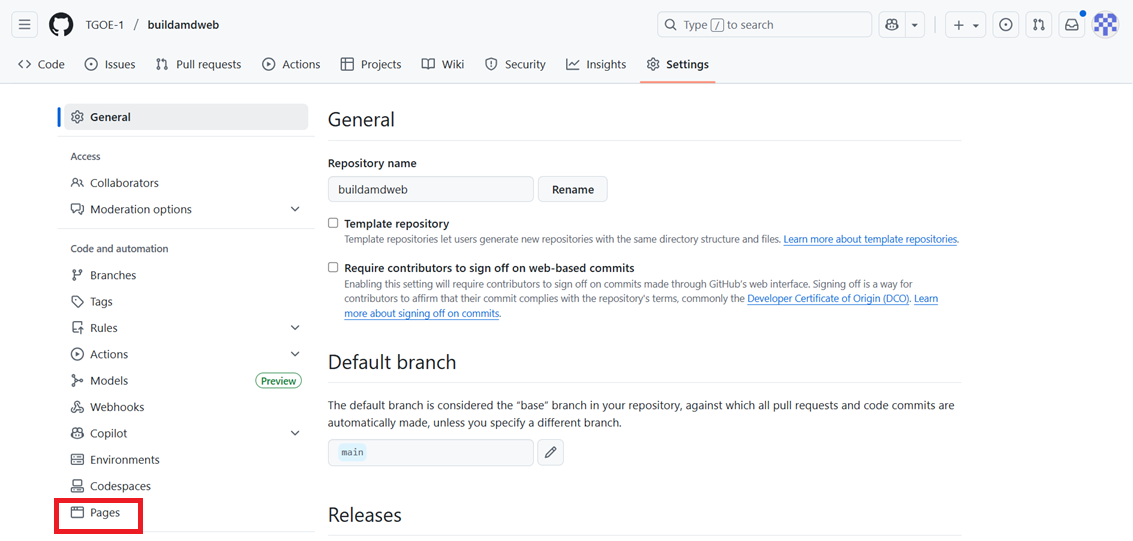 TGOE-1 / buildamdweb
Type / to search
Code
Issues
Pull requests
Actions
Projects
Wiki
Security
Insights
Settings
General
Access
Collaborators
Moderation options
Code and automation
Branches
Tags
Rules
Actions
Models
Preview
Webhooks
Copilot
Environments
Codespaces
Pages
General
Repository name
buildamdweb
Rename
Template repository
Template repositories let users generate new repositories with the same directory structure and files. Learn more about template repositories.
Require contributors to sign off on web-based commits
Enabling this setting will require contributors to sign off on commits made through GitHub's web interface. Signing off is a way for
contributors to affirm that their commit complies with the repository's terms, commonly the Developer Certificate of Origin (DCO). Learn
more about signing off on commits.
Default branch
The default branch is considered the “base” branch in your repository, against which all pull requests and code commits are
automatically made, unless you specify a different branch.
main
Releases